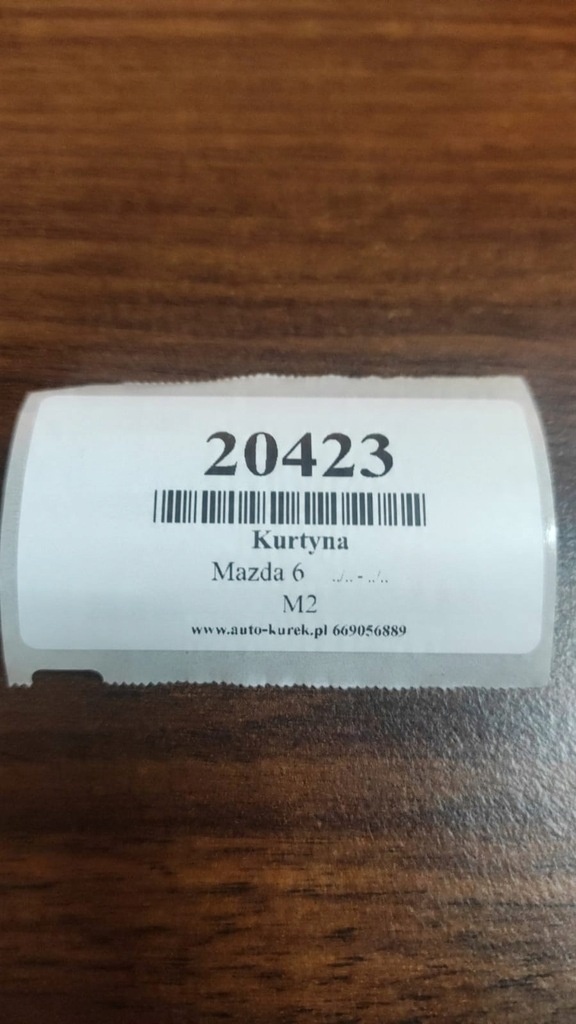 20423
Kurtyna
Mazda 6 ../.. - ../..
M2
www.auto-kurek.pl 669056889